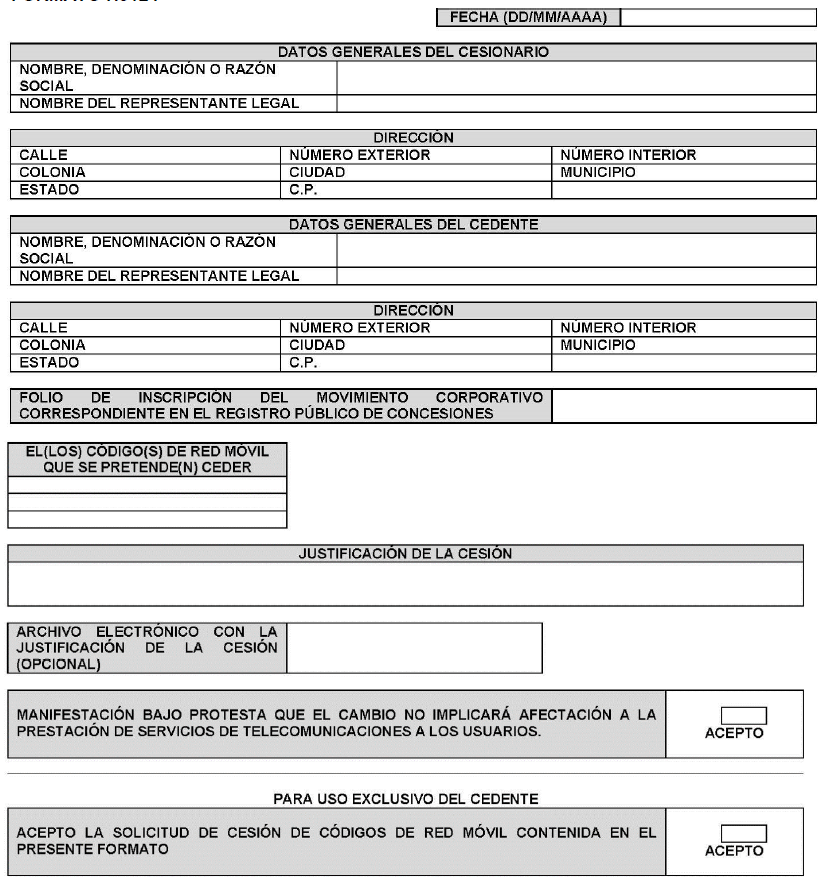 FECHA (DD/MM/AAAA)
DATOS GENERALES DEL CESIONARIO
NOMBRE, DENOMINACIÓN O RAZÓN
SOCIAL
NOMBRE DEL REPRESENTANTE LEGAL
DIRECCIÓN
CALLE NÚMERO EXTERIOR NÚMERO INTERIOR
COLONIA CIUDAD MUNICIPIO
ESTADO C.P.
DATOS GENERALES DEL CEDENTE
NOMBRE, DENOMINACIÓN O RAZÓN
SOCIAL
NOMBRE DEL REPRESENTANTE LEGAL
DIRECCIÓN
CALLE NÚMERO EXTERIOR NÚMERO INTERIOR
COLONIA CIUDAD MUNICIPIO
ESTADO C.P.
FOLIO DE INSCRIPCIÓN DEL MOVIMIENTO CORPORATIVO
CORRESPONDIENTE EN EL REGISTRO PÚBLICO DE CONCESIONES
EL(LOS) CÓDIGO(S) DE RED MÓVIL
QUE SE PRETENDE(N) CEDER
JUSTIFICACIÓN DE LA CESIÓN
ARCHIVO ELECTRÓNICO CON LA
JUSTIFICACIÓN DE LA CESIÓN
(OPCIONAL)
MANIFESTACIÓN BAJO PROTESTA QUE EL CAMBIO NO IMPLICARÁ AFECTACIÓN A LA
PRESTACIÓN DE SERVICIOS DE TELECOMUNICACIONES A LOS USUARIOS.
ACEPTO
PARA USO EXCLUSIVO DEL CEDENTE
ACEPTO LA SOLICITUD DE CESIÓN DE CÓDIGOS DE RED MÓVIL CONTENIDA EN EL
PRESENTE FORMATO
ACEPTO